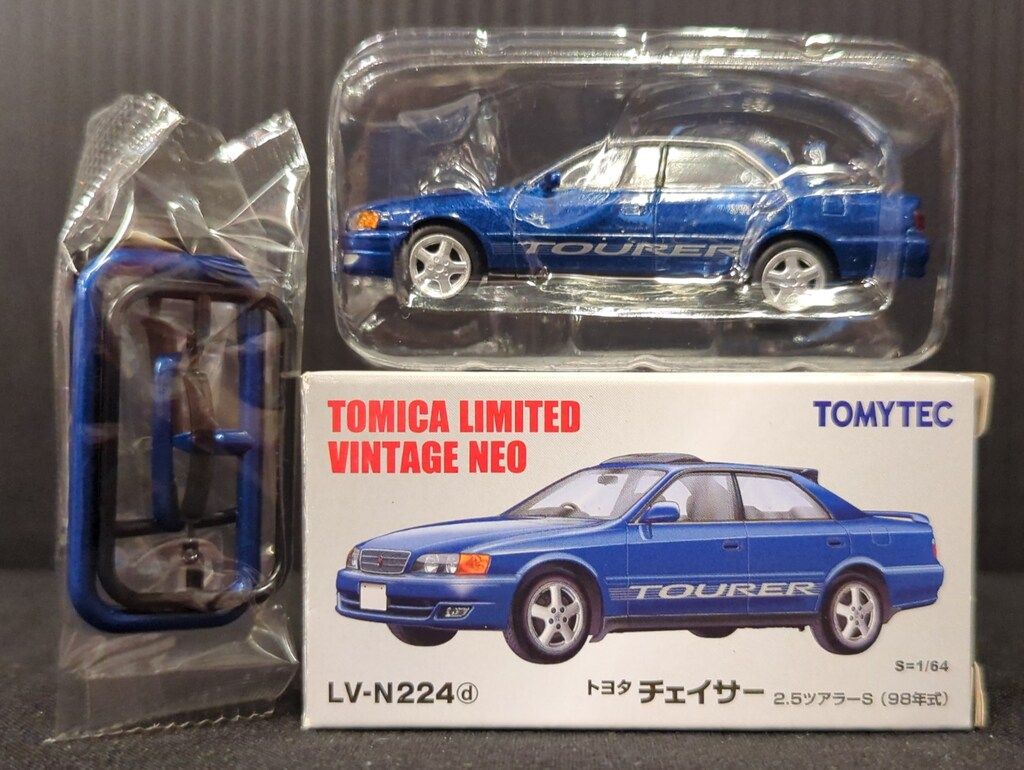 TOURER
TOMICA LIMITED
VINTAGE NEO
TOMYTEC
TOURER
S=1/64
LV-N224ⓓ
トヨタ チェイサー 2.5ツアラーS (98年式)